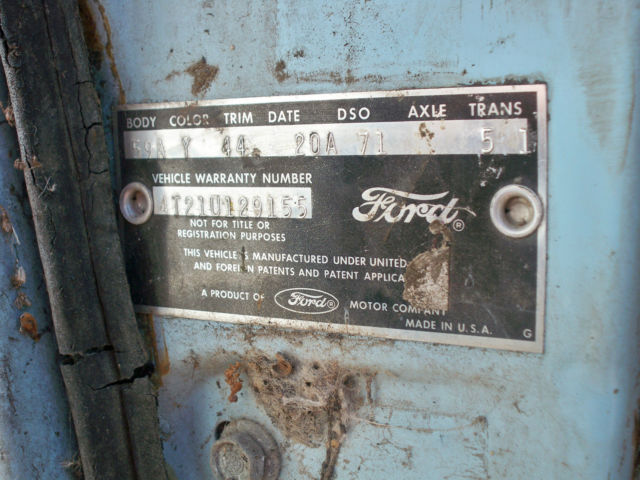 BODY COLOR TRIM DATE DSO AXLE TRANS
59A Y 44 20A 71 5 1
VEHICLE WARRANTY NUMBER
4T21U129155
Ford®
NOT FOR TITLE OR
REGISTRATION PURPOSES
THIS VEHICLE IS MANUFACTURED UNDER UNITED
AND FOREIGN PATENTS AND PATENT APPLICA
A PRODUCT OF Ford® MOTOR COMPANY
MADE IN U.S.A. G